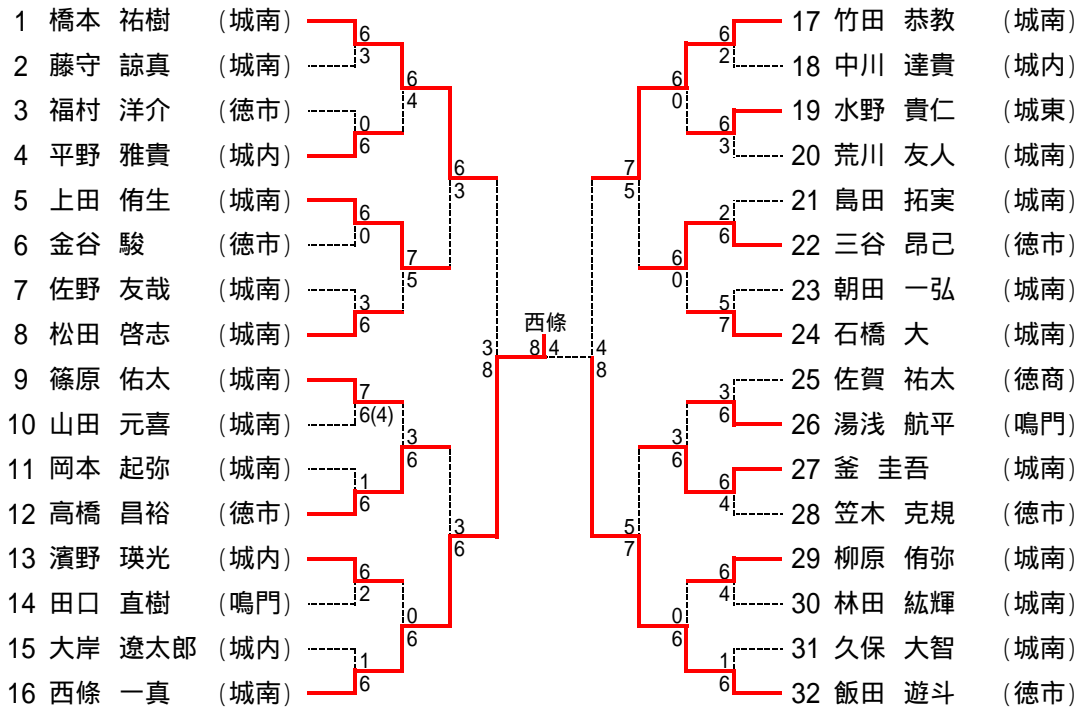 1 橋本 祐樹 (城南)
2 藤守 諒真 (城南)
3 福村 洋介 (徳市)
4 平野 雅貴 (城内)
5 上田 侑生 (城南)
6 金谷 駿 (徳市)
7 佐野 友哉 (城南)
8 松田 啓志 (城南)
9 篠原 佑太 (城南)
10 山田 元喜 (城南)
11 岡本 起弥 (城南)
12 高橋 昌裕 (徳市)
13 濱野 瑛光 (城内)
14 田口 直樹 (鳴門)
15 大岸 遼太郎 (城内)
16 西條 一真 (城南)
6
3
0
6
6
0
3
6
7
6(4)
1
6
6
2
1
6
6
4
7
5
3
6
0
6
6
3
3
6
3
8
西條
8 4
4
8
7
5
5
7
6
0
6
0
3
6
0
6
6
2
6
3
2
6
5
7
3
6
6
4
6
4
1
6
17 竹田 恭教 (城南)
18 中川 達貴 (城内)
19 水野 貴仁 (城東)
20 荒川 友人 (城南)
21 島田 拓実 (城南)
22 三谷 昂己 (徳市)
23 朝田 一弘 (城南)
24 石橋 大 (城南)
25 佐賀 祐太 (徳商)
26 湯浅 航平 (鳴門)
27 釜 圭吾 (城南)
28 笠木 克規 (徳市)
29 柳原 侑弥 (城南)
30 林田 紘輝 (城南)
31 久保 大智 (城南)
32 飯田 遊斗 (徳市)